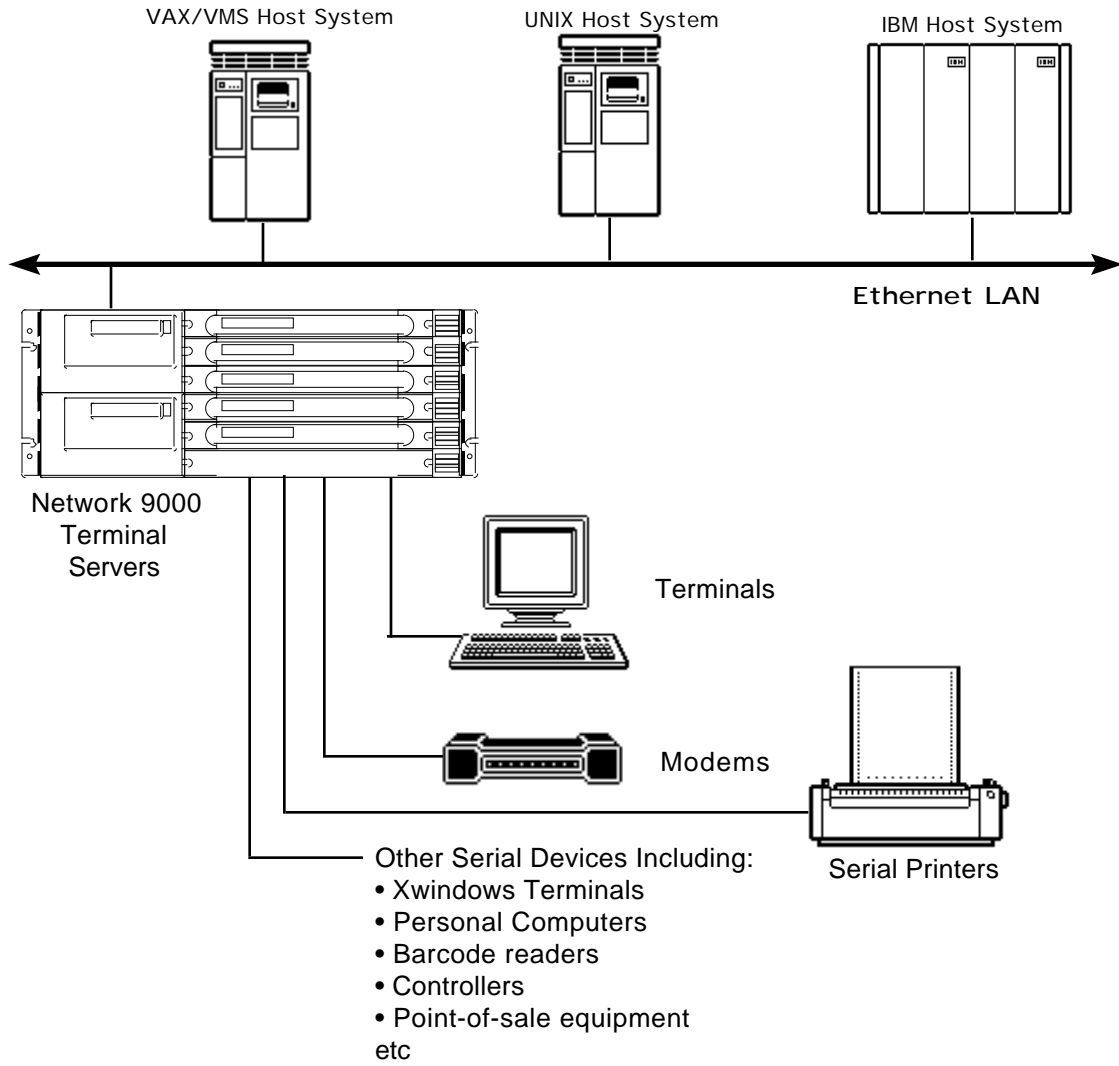 VAX/VMS Host System
UNIX Host System
IBM Host System
IBM
IBM
Ethernet LAN
Network 9000
Terminal
Servers
Terminals
Modems
Serial Printers
Other Serial Devices Including:
• Xwindows Terminals
• Personal Computers
• Barcode readers
• Controllers
• Point-of-sale equipment
etc